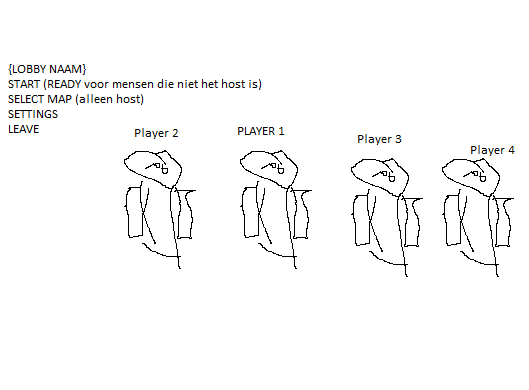 {LOBBY NAAM}
START (READY voor mensen die niet het host is)
SELECT MAP (alleen host)
SETTINGS
LEAVE
Player 2
PLAYER 1
Player 3
Player 4